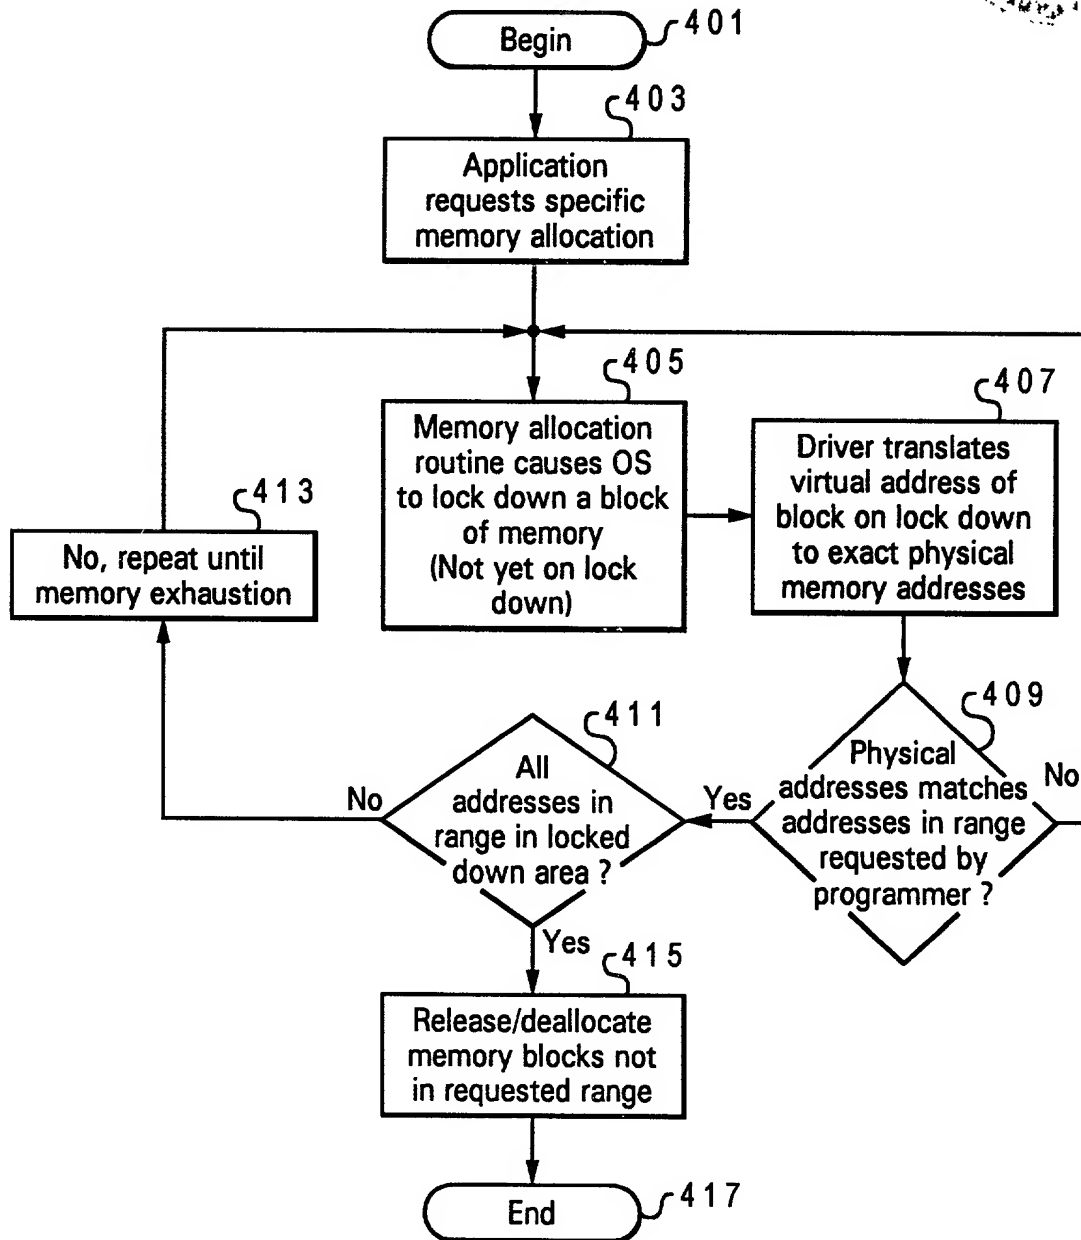 Begin
401
403
Application
requests specific
memory allocation
405
Memory allocation
routine causes OS
to lock down a block
of memory
(Not yet on lock
down)
407
Driver translates
virtual address of
block on lock down
to exact physical
memory addresses
413
No, repeat until
memory exhaustion
409
Physical
addresses matches
addresses in range
requested by
programmer ?
No
Yes
411
All
addresses in
range in locked
down area ?
No
Yes
415
Release/deallocate
memory blocks not
in requested range
End
417